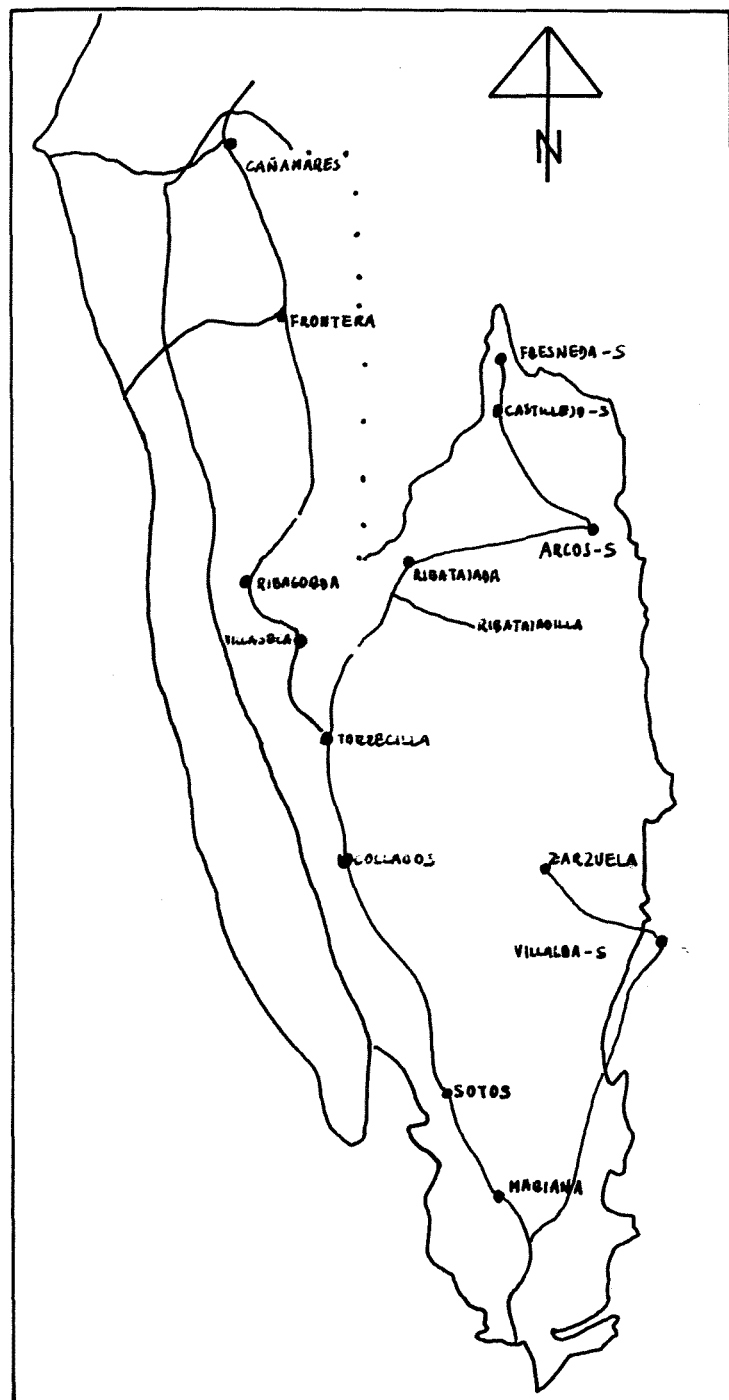 N
CAÑAMARES
FRONTERA
FRESNEDA-S
CASTILLEJO-S
ARCOS-S
RIBATAJADA
RIBAGORDA
RIBATAJADILLA
TORRECILLA
COLLADOS
ZARZUELA
VILLALBA-S
SOTOS
MARIANA